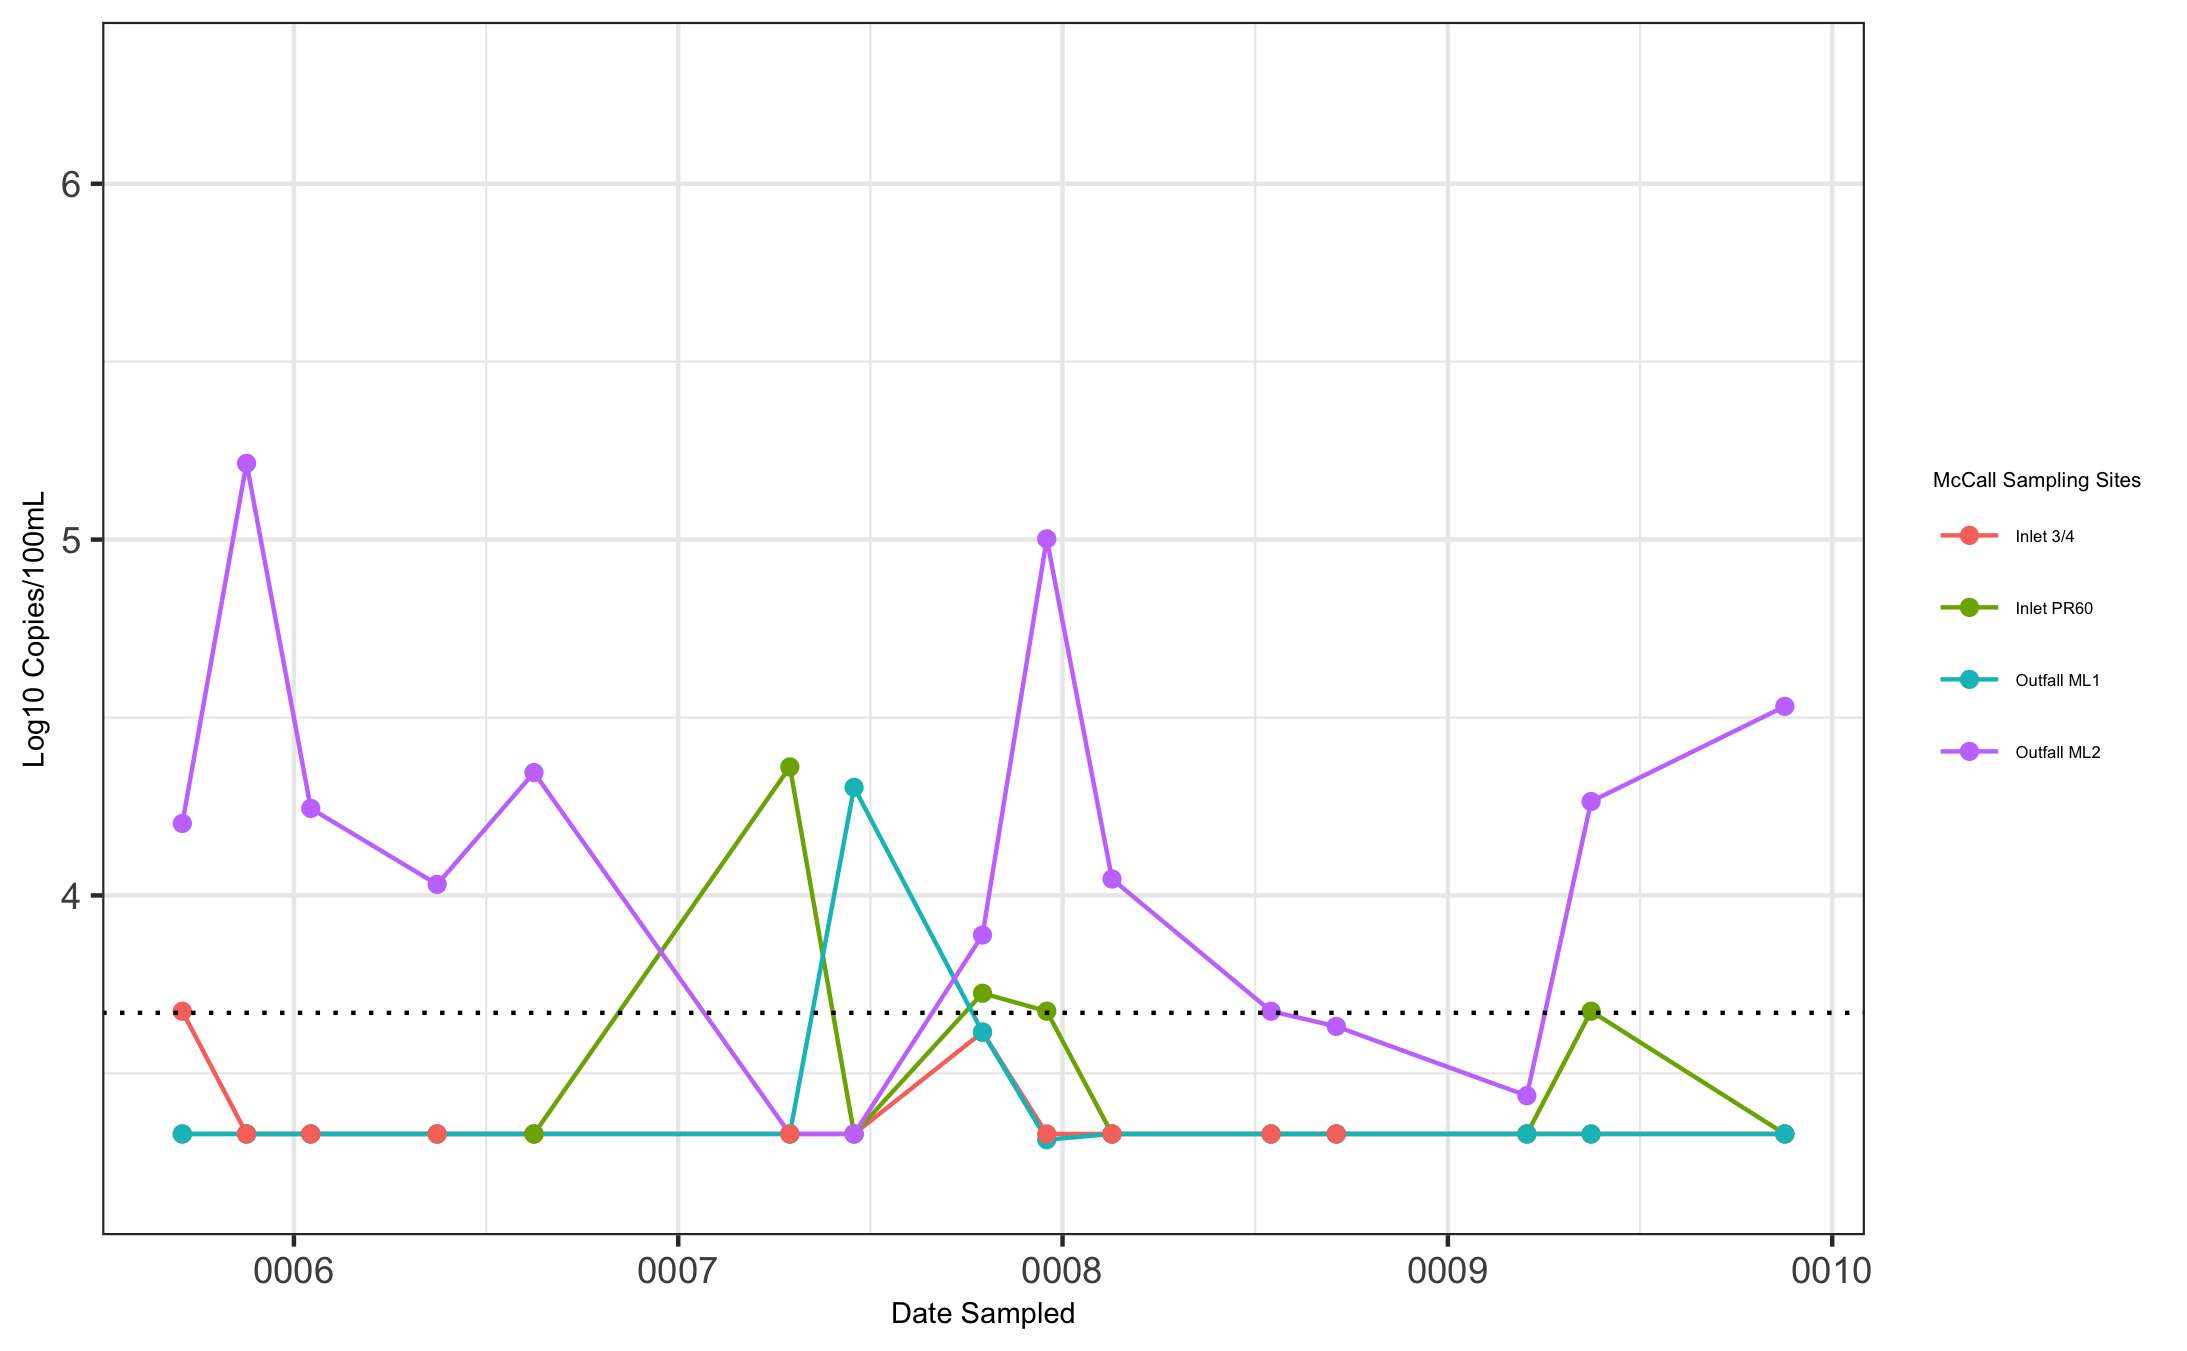 Log10 Copies/100mL
6
5
4
0006
0007
0008
0009
0010
Date Sampled
McCall Sampling Sites
Inlet 3/4
Inlet PR60
Outfall ML1
Outfall ML2